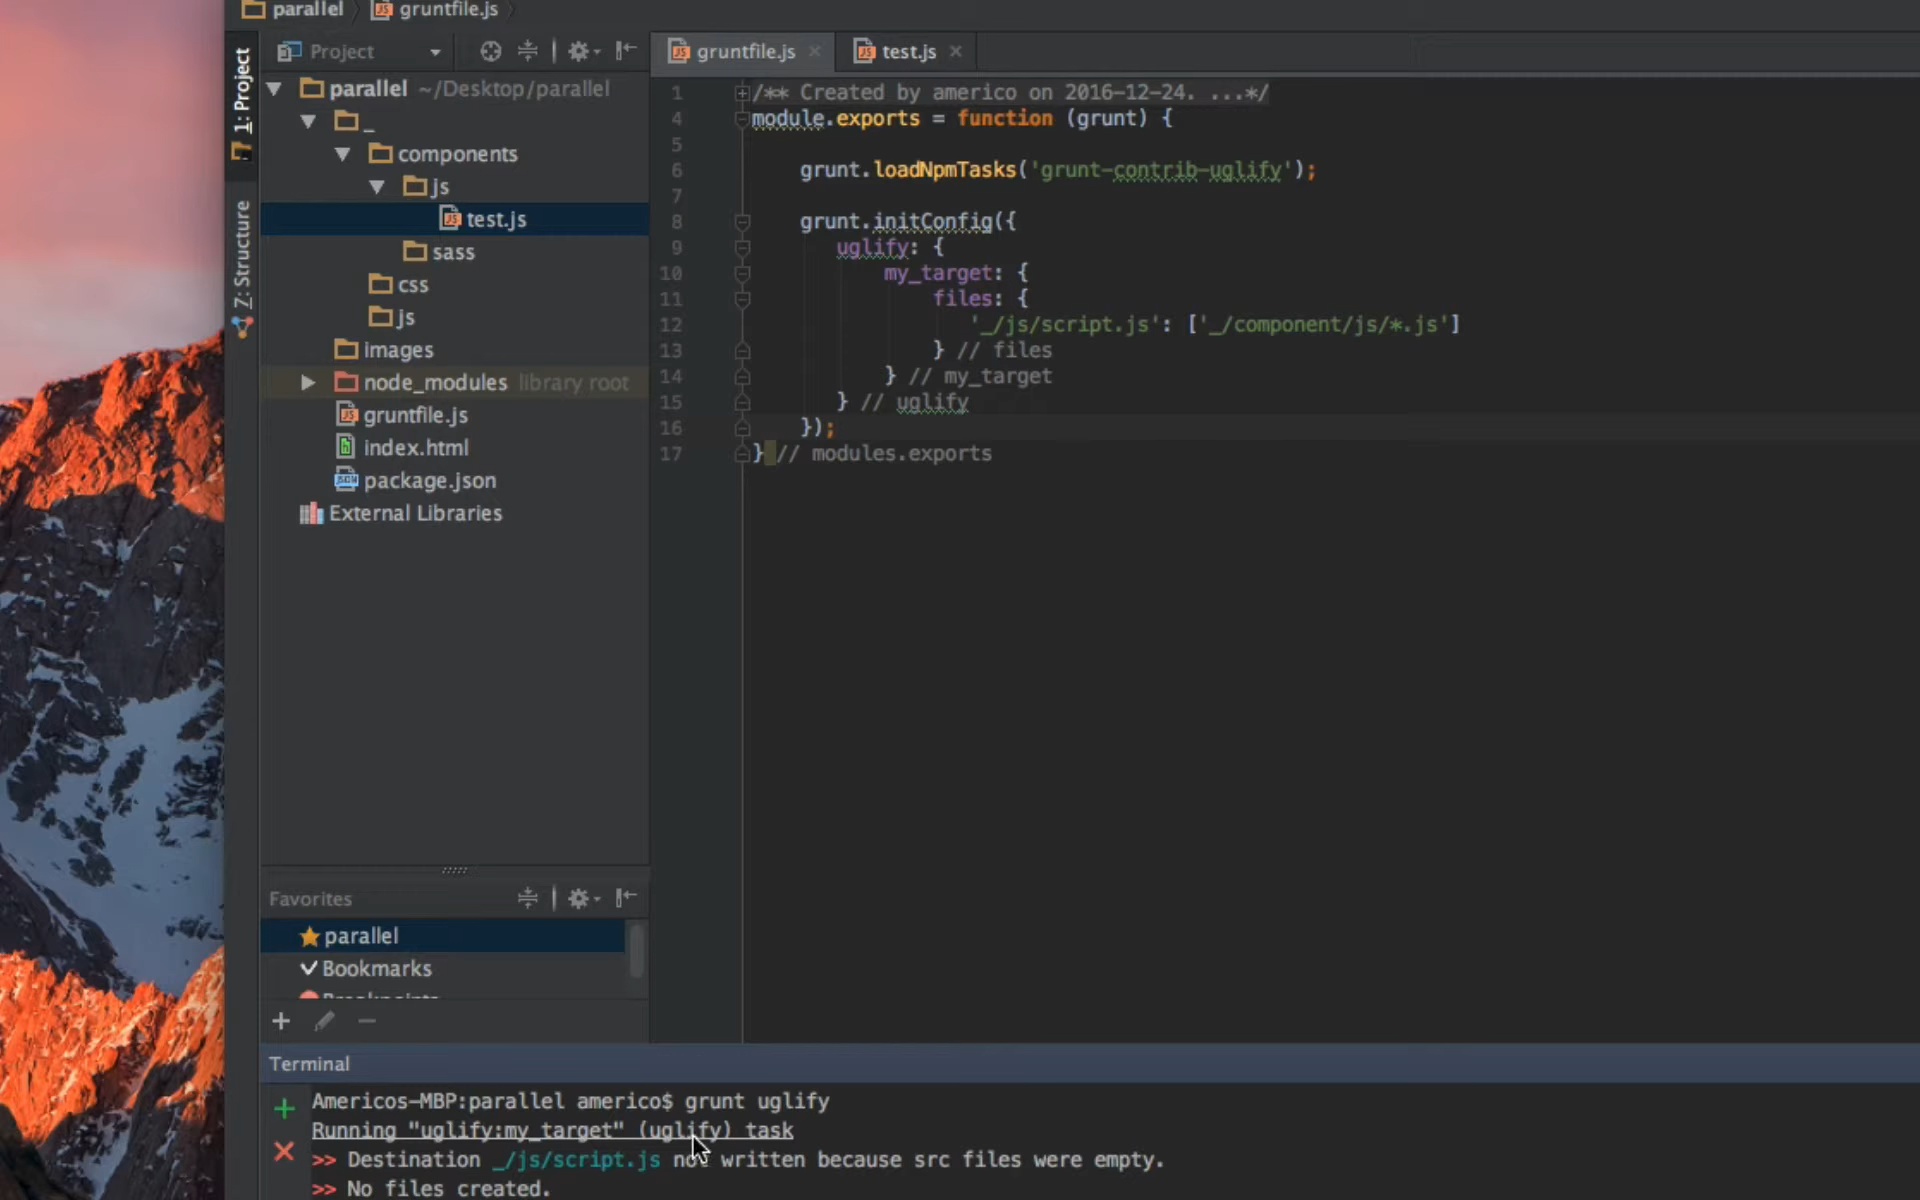 parallel gruntfile.js
1: Project
Project
gruntfile.js test.js
parallel ~/Desktop/parallel
_
components
js
test.js
sass
css
js
images
node_modules library root
gruntfile.js
index.html
package.json
External Libraries
7: Structure
1 /** Created by americo on 2016-12-24. ...*/
4 module.exports = function (grunt) {
5
6 grunt.loadNpmTasks('grunt-contrib-uglify');
7
8 grunt.initConfig({
9 uglify: {
10 my_target: {
11 files: {
12 '_/js/script.js': ['_/component/js/*.js']
13 } // files
14 } // my_target
15 } // uglify
16 });
17 } // modules.exports
Favorites
parallel
Bookmarks
Breakpoints
Terminal
Americos-MBP:parallel americo$ grunt uglify
Running "uglify:my_target" (uglify) task
>> Destination _/js/script.js not written because src files were empty.
>> No files created.